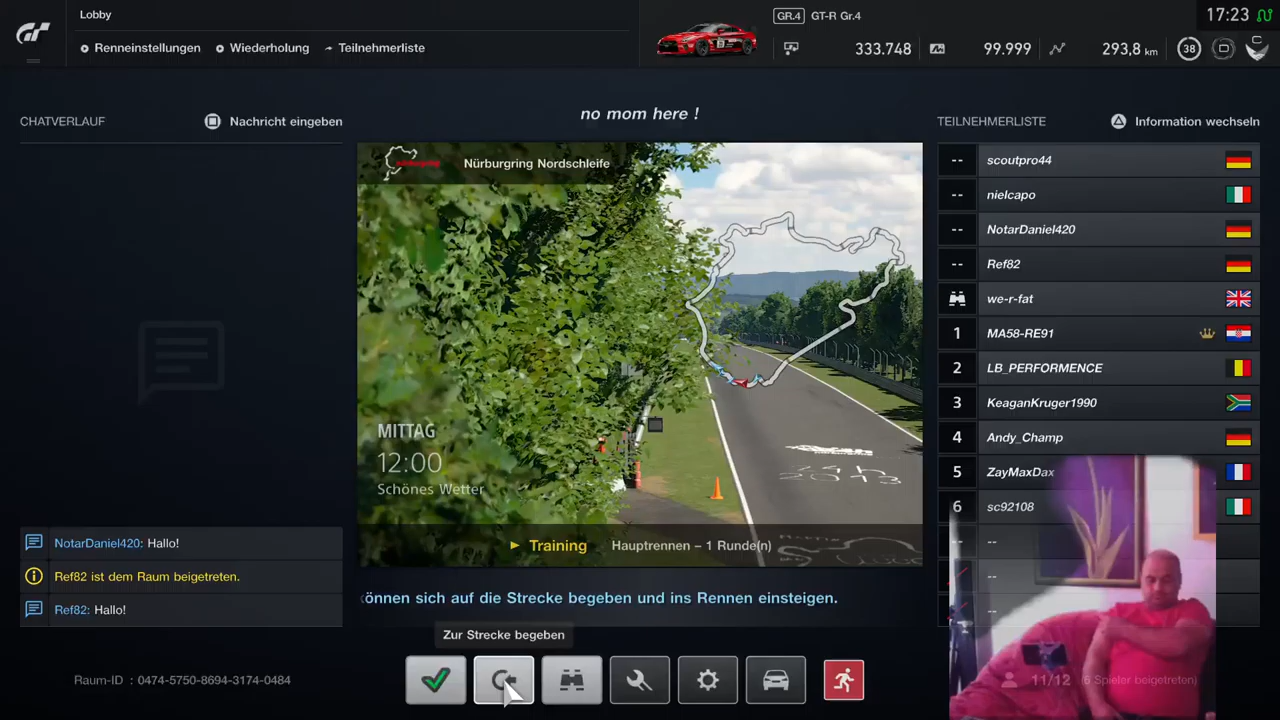 Lobby
Renneinstellungen
Wiederholung
Teilnehmerliste
GR.4 GT-R Gr.4
333.748
99.999
293,8 km
38
17:23
CHATVERLAUF
Nachricht eingeben
no mom here !
TEILNEHMERLISTE
Information wechseln
Nürburgring Nordschleife
-- scoutpro44
-- nielcapo
-- NotarDaniel420
-- Ref82
we-r-fat
1 MA58-RE91
2 LB_PERFORMENCE
3 KeaganKruger1990
4 Andy_Champ
5 ZayMaxDax
6 sc92108
-- --
--
--
MITTAG
12:00
Schönes Wetter
Training
Hauptrennen – 1 Runde(n)
NotarDaniel420: Hallo!
Ref82 ist dem Raum beigetreten.
Ref82: Hallo!
können sich auf die Strecke begeben und ins Rennen einsteigen.
Zur Strecke begeben
Raum-ID : 0474-5750-8694-3174-0484
11/12
(6 Spieler beigetreten)